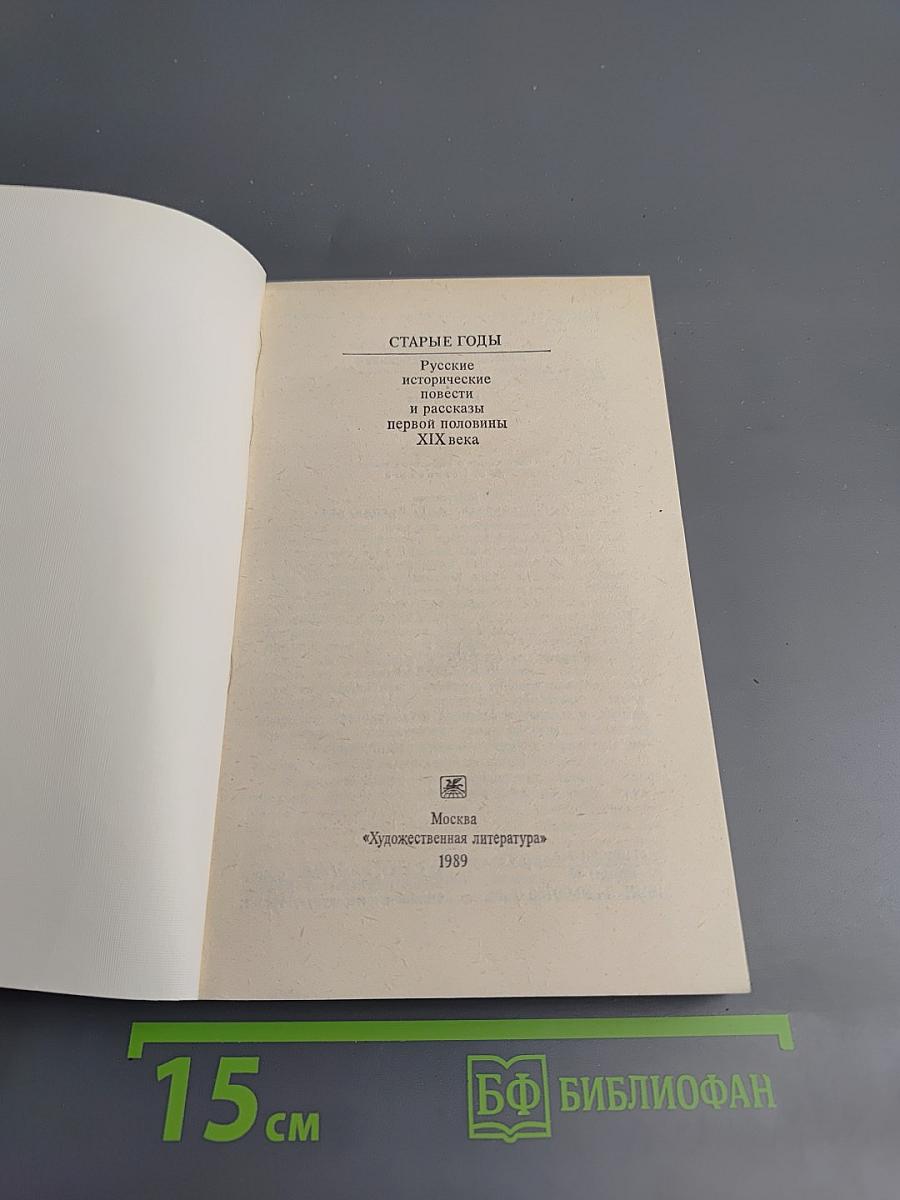 СТАРЫЕ ГОДЫ
Русские
исторические
повести
и рассказы
первой половины
XIX века
Москва
«Художественная литература»
1989
15 см
БФ БИБЛИОФАН